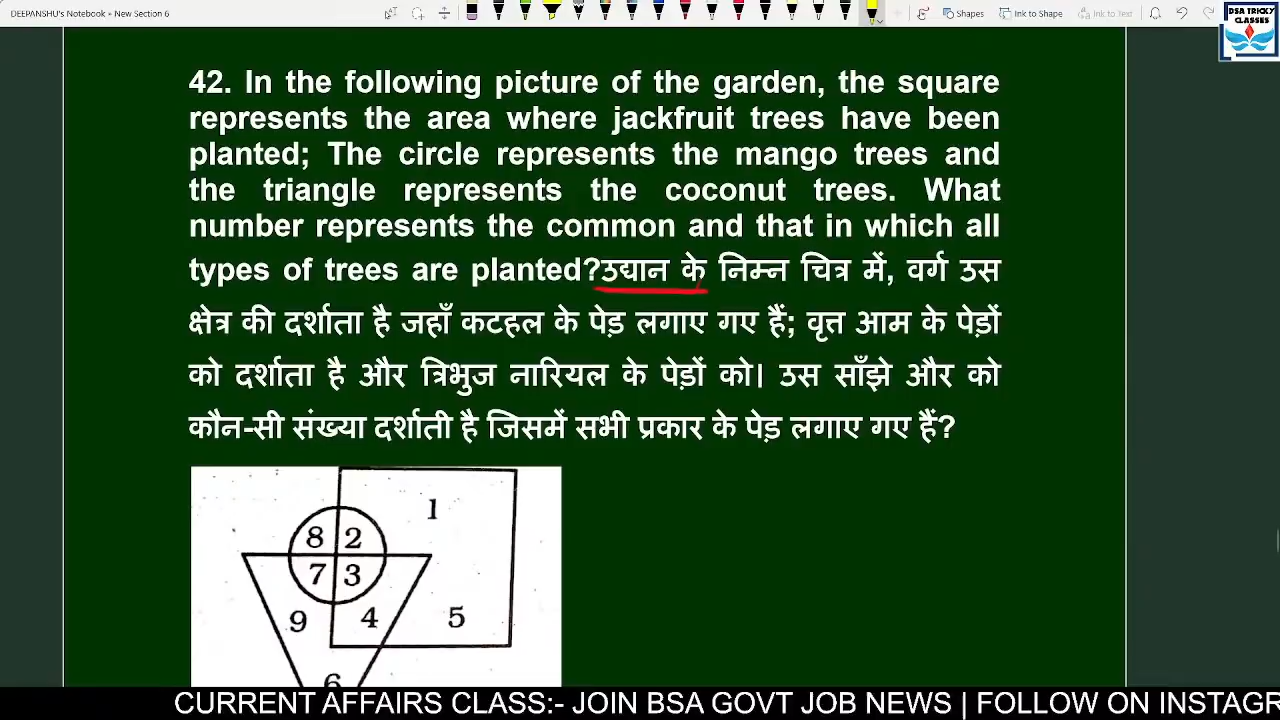 DEEPANSHU's Notebook » New Section 6
Shapes
Ink to Shape
Ink to Text
BSA TRICKY
CLASSES
42. In the following picture of the garden, the square
represents the area where jackfruit trees have been
planted; The circle represents the mango trees and
the triangle represents the coconut trees. What
number represents the common and that in which all
types of trees are planted?उद्यान के निम्न चित्र में, वर्ग उस
क्षेत्र की दर्शाता है जहाँ कटहल के पेड़ लगाए गए हैं; वृत्त आम के पेड़ों
को दर्शाता है और त्रिभुज नारियल के पेड़ों को। उस साँझे और को
कौन-सी संख्या दर्शाती है जिसमें सभी प्रकार के पेड़ लगाए गए हैं?
1
8 2
7 3
9 4 5
6
CURRENT AFFAIRS CLASS:- JOIN BSA GOVT JOB NEWS | FOLLOW ON INSTAGR